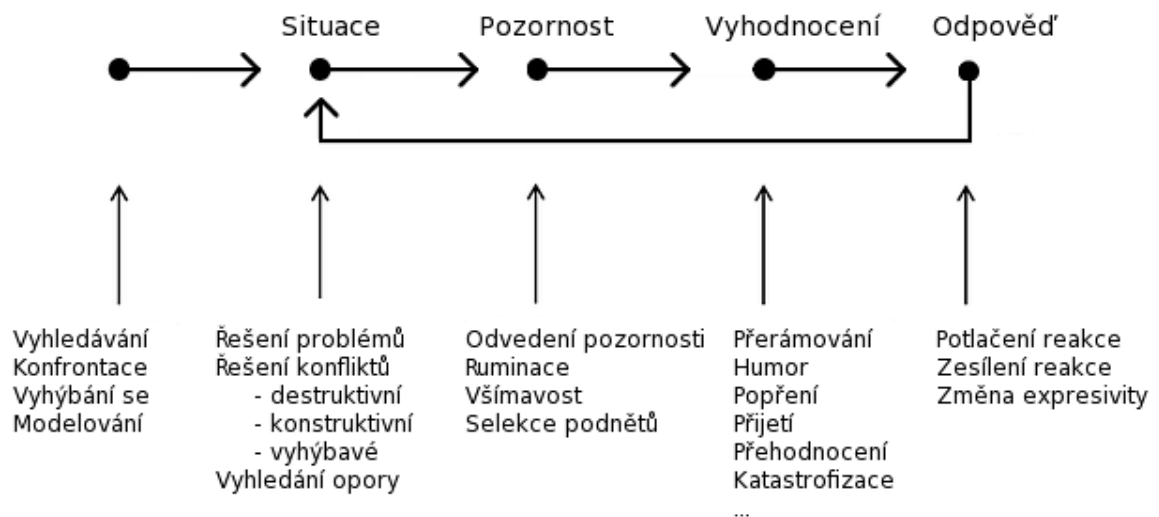 Situace
Pozornost
Vyhodnocení
Odpověď
Vyhledávání
Konfrontace
Vyhýbání se
Modelování
Řešení problémů
Řešení konfliktů
- destruktivní
- konstruktivní
- vyhýbavé
Vyhledání opory
Odvedení pozornosti
Ruminace
Všímavost
Selekce podnětů
Přerámování
Humor
Popření
Přijetí
Přehodnocení
Katastrofizace
...
Potlačení reakce
Zesílení reakce
Změna expresivity